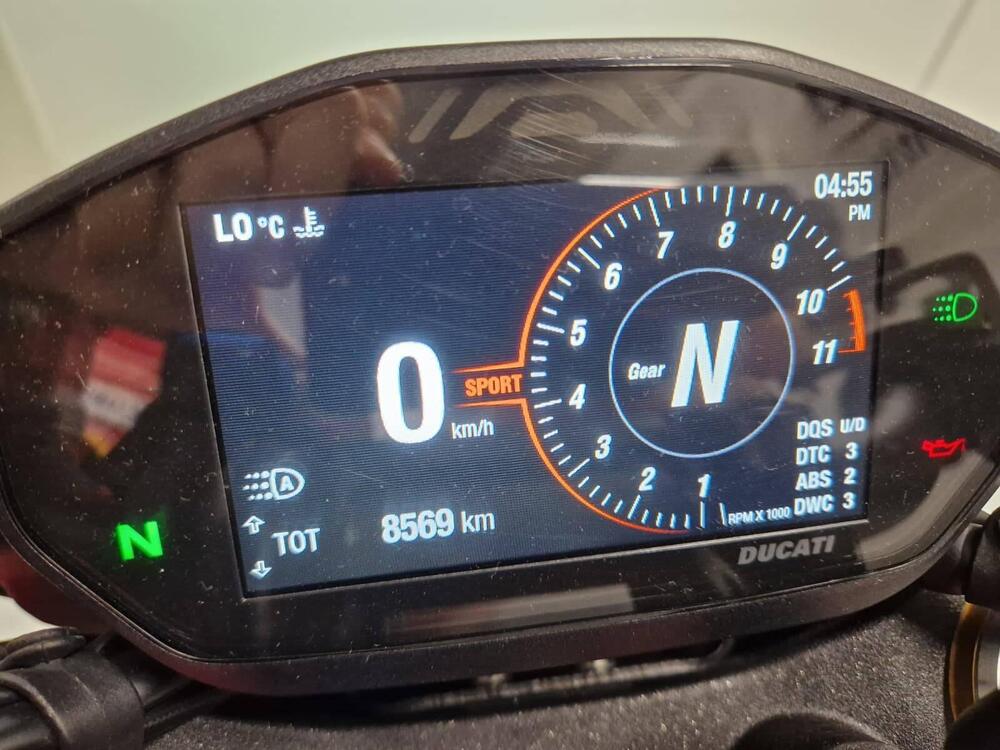 LO °C
04:55
PM
0
km/h
SPORT
1
2
3
4
5
6
7
8
9
10
11
Gear
N
RPM X 1000
DQS U/D
DTC 3
ABS 2
DWC 3
A
TOT
8569 km
N
DUCATI